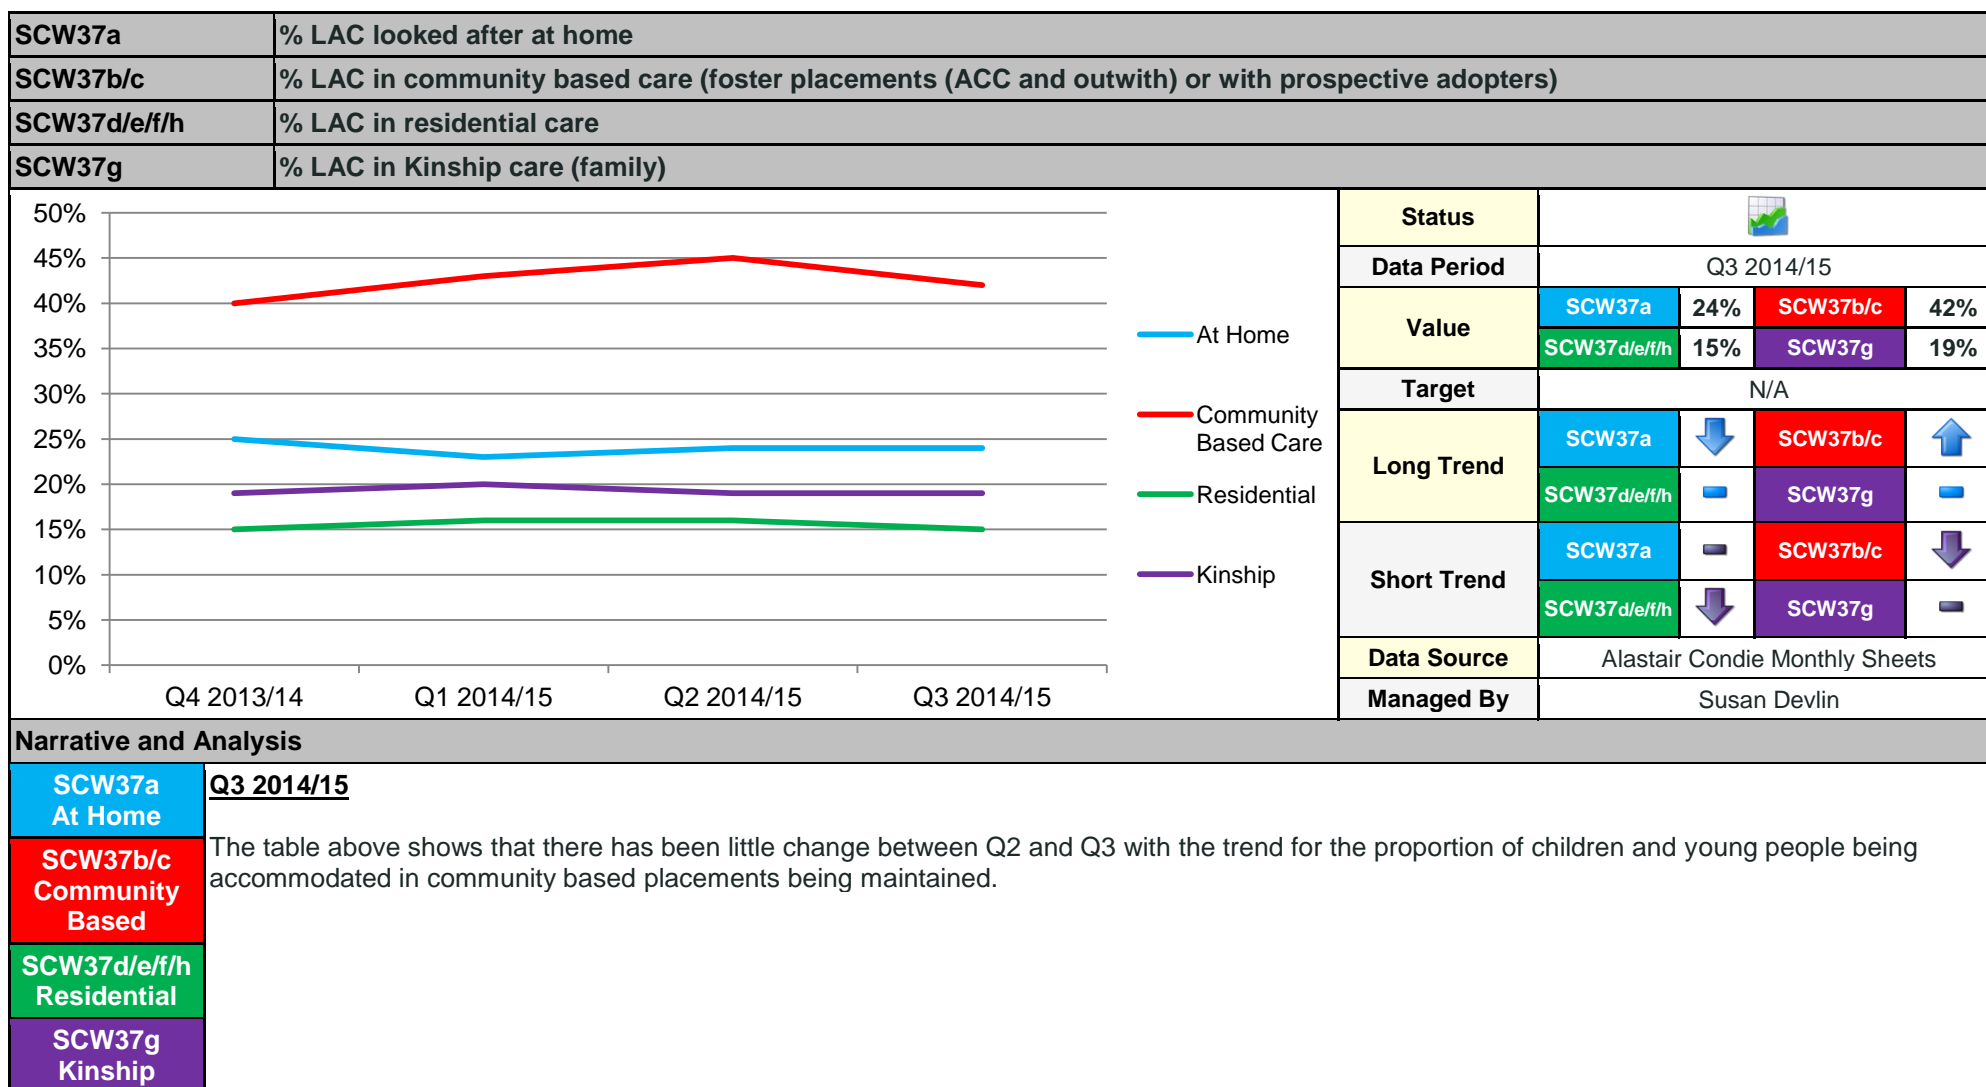 SCW37a % LAC looked after at home
SCW37b/c % LAC in community based care (foster placements (ACC and outwith) or with prospective adopters)
SCW37d/e/f/h % LAC in residential care
SCW37g % LAC in Kinship care (family)
50%
45%
40%
35%
30%
25%
20%
15%
10%
5%
0%
Q4 2013/14 Q1 2014/15 Q2 2014/15 Q3 2014/15
At Home
Community
Based Care
Residential
Kinship
Status
Data Period Q3 2014/15
Value SCW37a 24% SCW37b/c 42%
SCW37d/e/f/h 15% SCW37g 19%
Target N/A
Long Trend SCW37a SCW37b/c
SCW37d/e/f/h SCW37g
Short Trend SCW37a SCW37b/c
SCW37d/e/f/h SCW37g
Data Source Alastair Condie Monthly Sheets
Managed By Susan Devlin
Narrative and Analysis
SCW37a
At Home
SCW37b/c
Community
Based
SCW37d/e/f/h
Residential
SCW37g
Kinship
Q3 2014/15
The table above shows that there has been little change between Q2 and Q3 with the trend for the proportion of children and young people being
accommodated in community based placements being maintained.